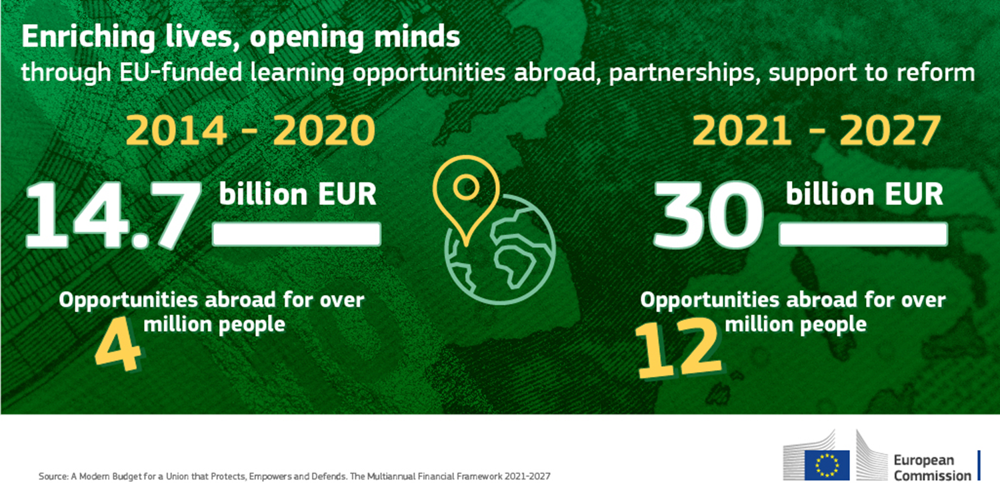 Enriching lives, opening minds
through EU-funded learning opportunities abroad, partnerships, support to reform
2014 - 2020
14.7 billion EUR
Opportunities abroad for over
4 million people
2021 - 2027
30 billion EUR
Opportunities abroad for over
12 million people
Source: A Modern Budget for a Union that Protects, Empowers and Defends. The Multiannual Financial Framework 2021-2027
European
Commission